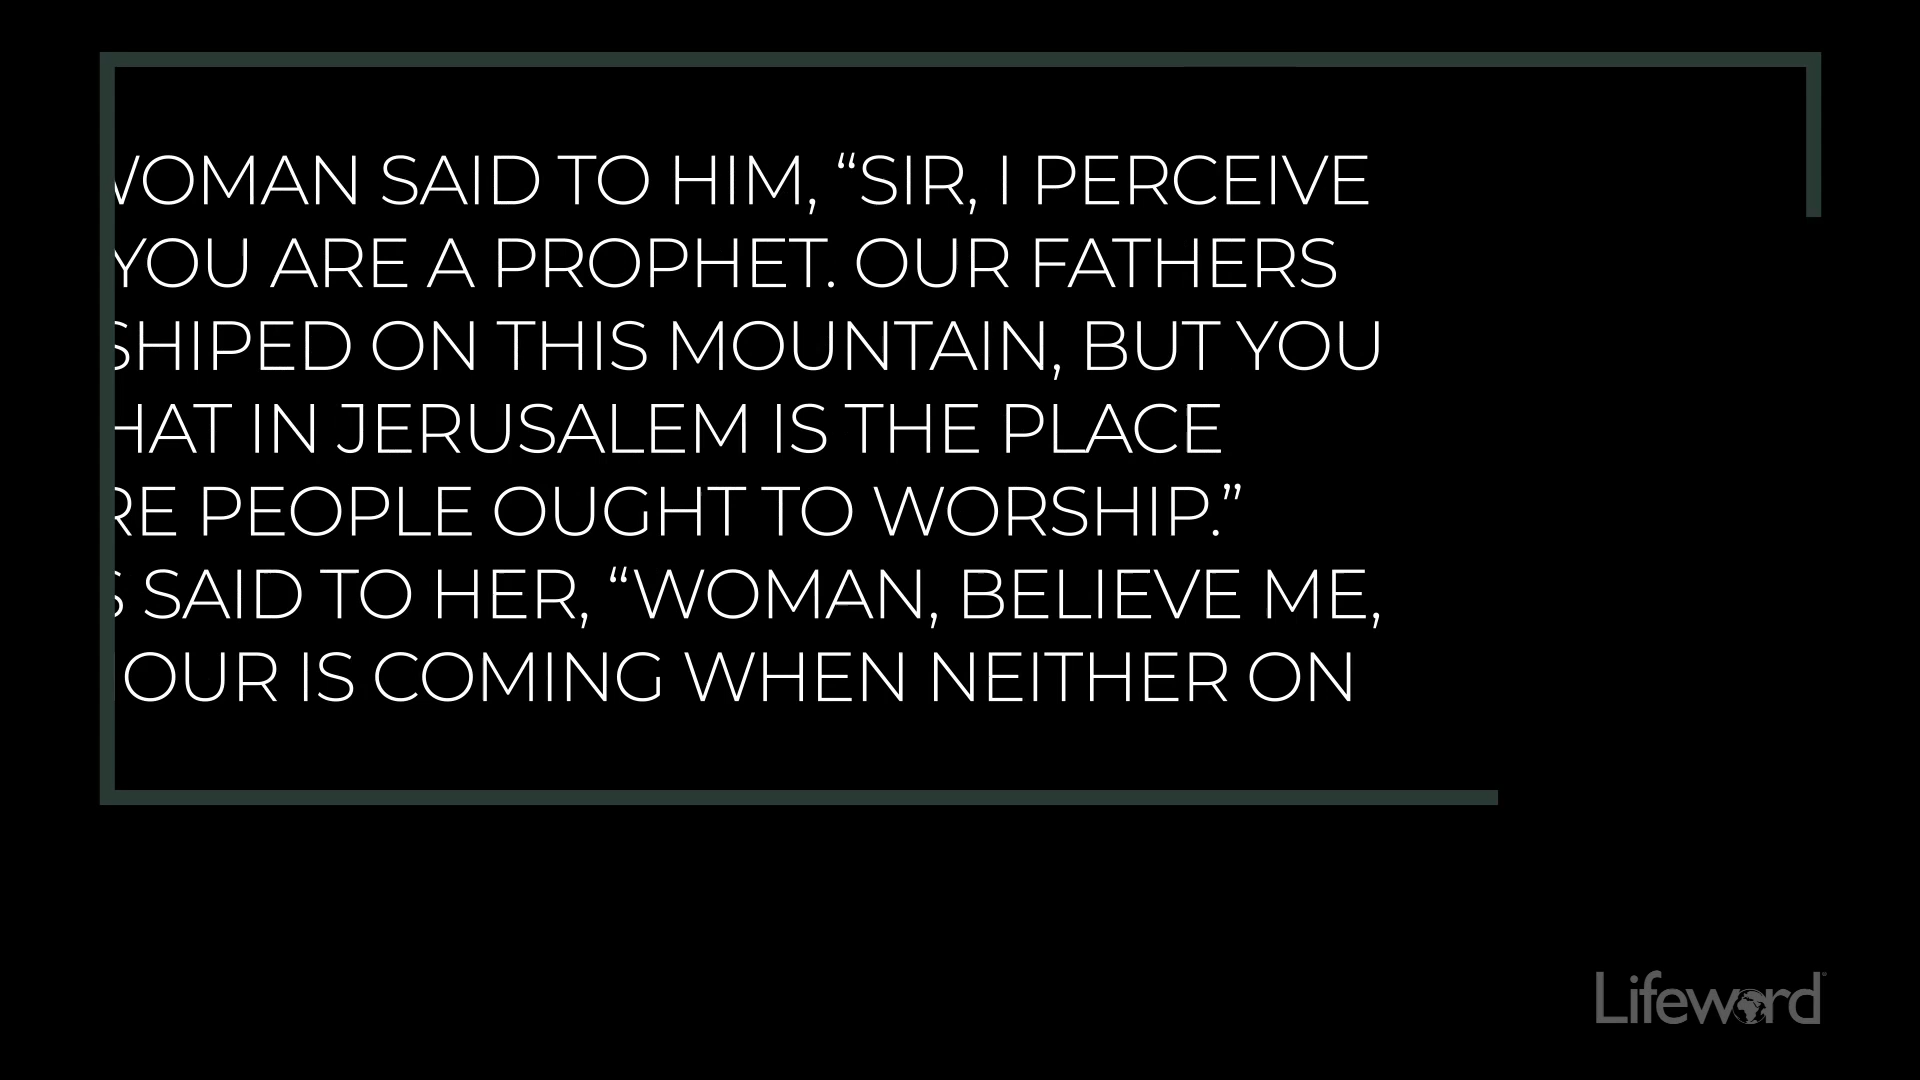 WOMAN SAID TO HIM, “SIR, I PERCEIVE
YOU ARE A PROPHET. OUR FATHERS
SHIPED ON THIS MOUNTAIN, BUT YOU
HAT IN JERUSALEM IS THE PLACE
RE PEOPLE OUGHT TO WORSHIP.”
S SAID TO HER, “WOMAN, BELIEVE ME,
OUR IS COMING WHEN NEITHER ON
Lifeword